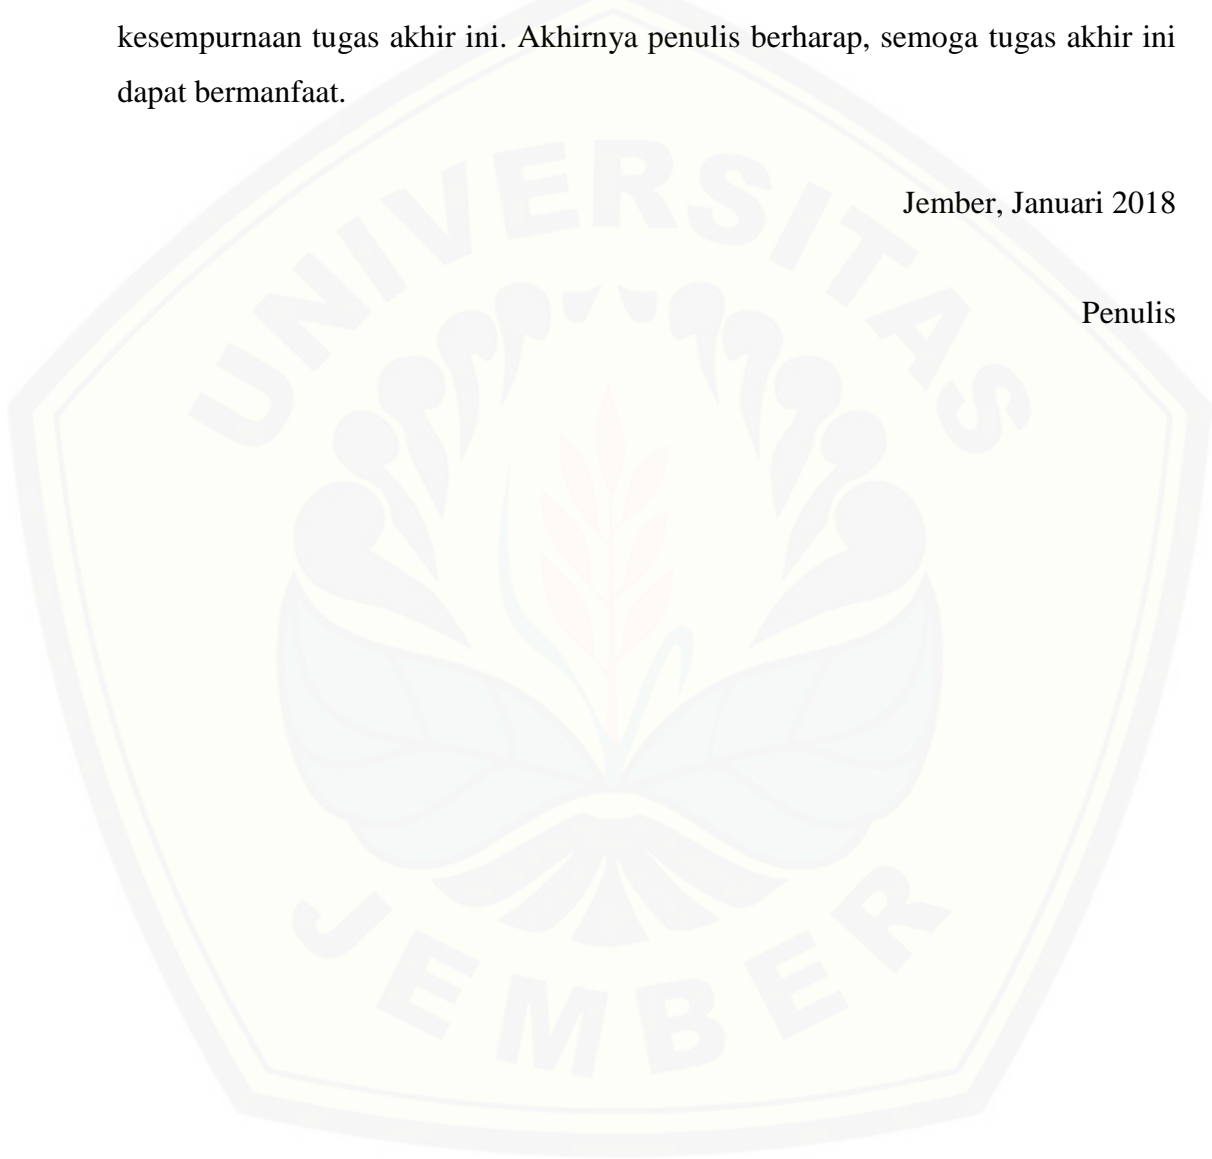 kesempurnaan tugas akhir ini. Akhirnya penulis berharap, semoga tugas akhir ini
dapat bermanfaat.
Jember, Januari 2018
Penulis
UNIVERSITAS
JEMBER